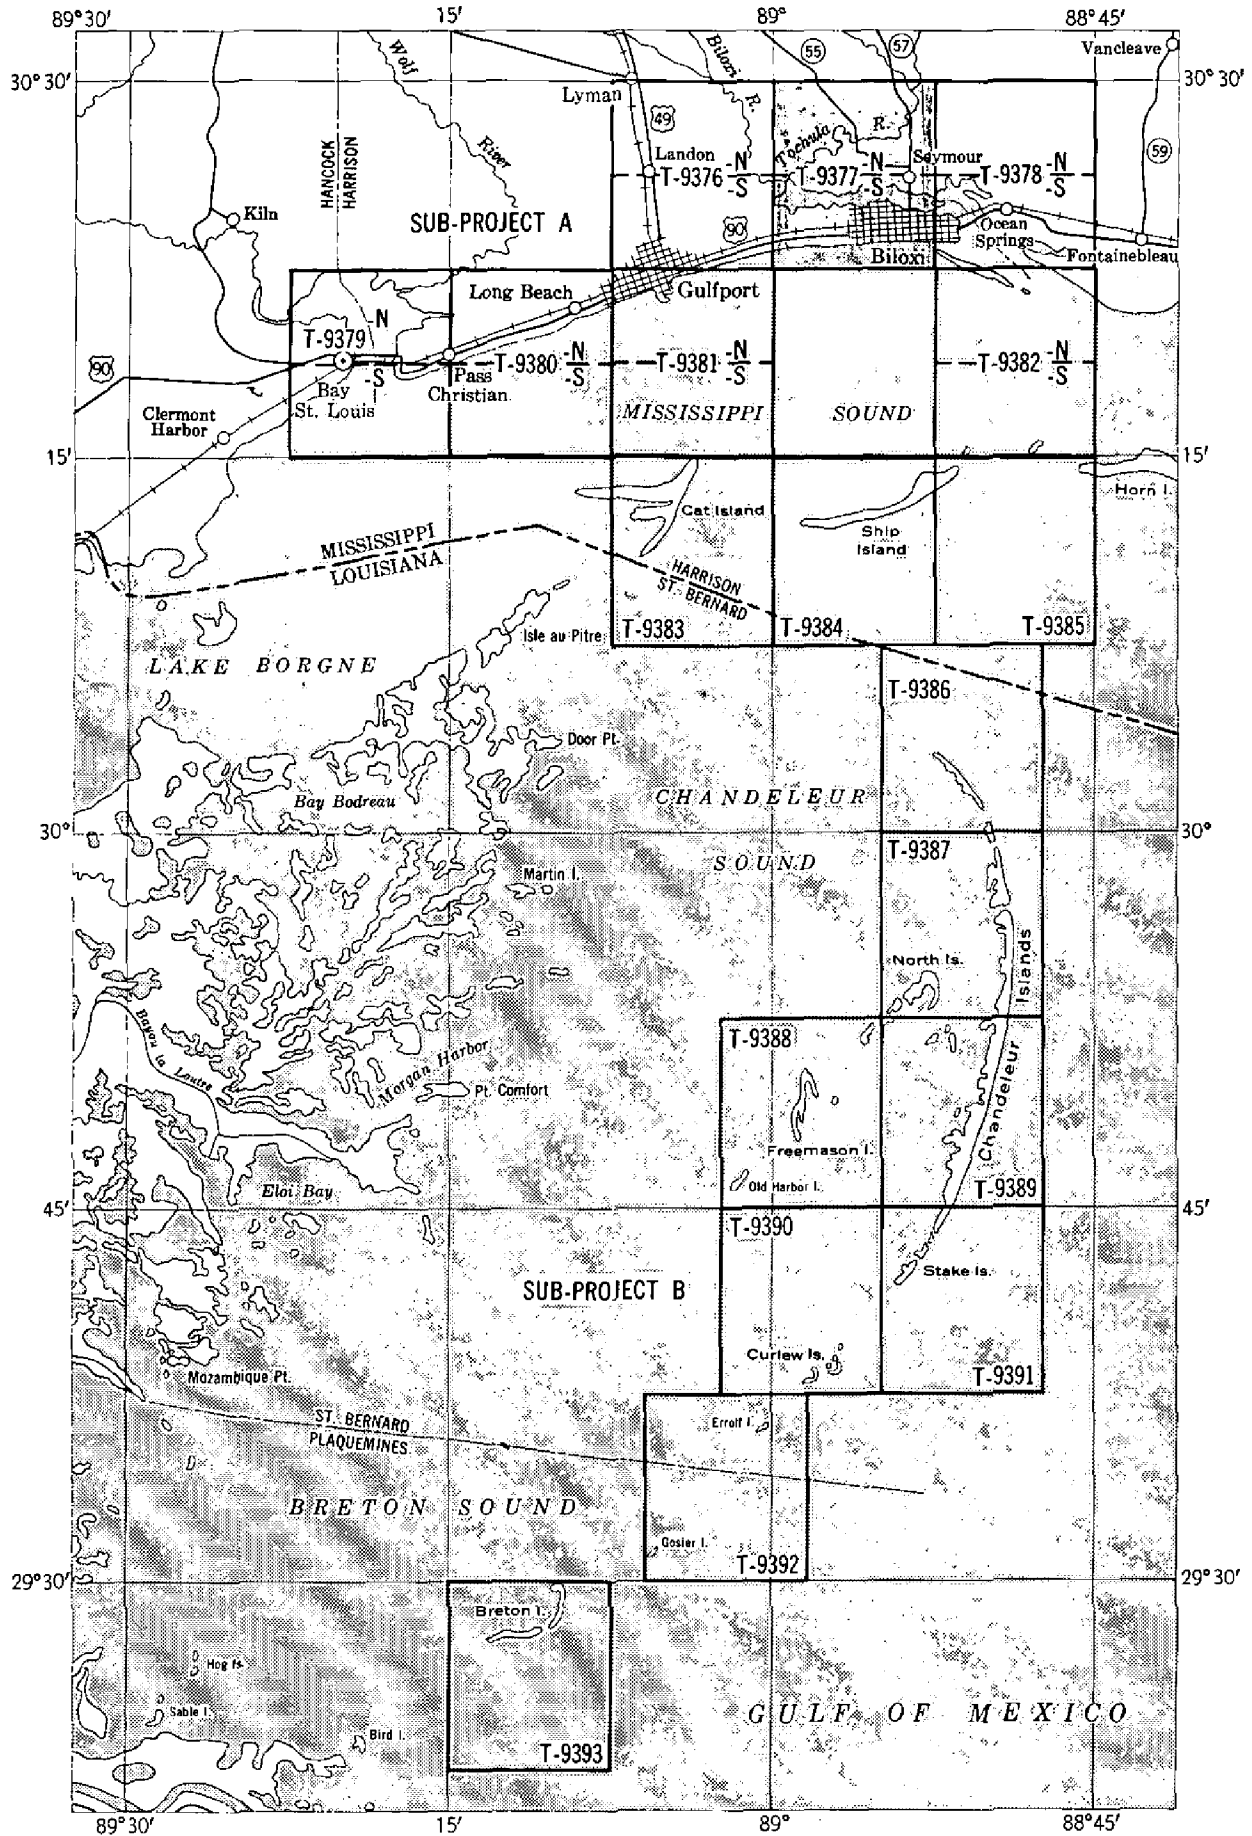 89°30'
15'
89°
88°45'
Vancleave
30°30'
30°30'
Wolf
River
Biloxi
R.
55
57
59
Lyman
49
HANCOCK
HARRISON
Landon
Tchula
R.
Seymour
T-9376 -N
-S
T-9377 -N
-S
T-9378 -N
-S
Kiln
SUB-PROJECT A
90
Ocean
Springs
Biloxi
Fontainebleau
Long Beach
Gulfport
T-9379
-N
-S
T-9380 -N
-S
T-9381 -N
-S
T-9382 -N
-S
90
Bay
St. Louis
Pass
Christian
Clermont
Harbor
MISSISSIPPI SOUND
15'
15'
Cat Island
Ship
Island
Horn I.
MISSISSIPPI
LOUISIANA
HARRISON
ST. BERNARD
T-9383
T-9384
T-9385
Isle au Pitre
LAKE BORGNE
T-9386
Door Pt.
Bay Bodreau
CHANDELEUR
SOUND
30°
30°
T-9387
Martin I.
North Is.
Chandeleur Islands
T-9388
Bayou la Loutre
Morgan Harbor
Pt. Comfort
Freemason I.
Old Harbor I.
T-9389
Eloi Bay
45'
T-9390
Stake Is.
SUB-PROJECT B
Curlew Is.
T-9391
Mozambique Pt.
ST. BERNARD
PLAQUEMINES
Errolf I.
BRETON SOUND
Gosier I.
T-9392
29°30'
29°30'
Breton I.
Hog Is.
Sable I.
Bird I.
T-9393
GULF OF MEXICO
89°30'
15'
89°
88°45'